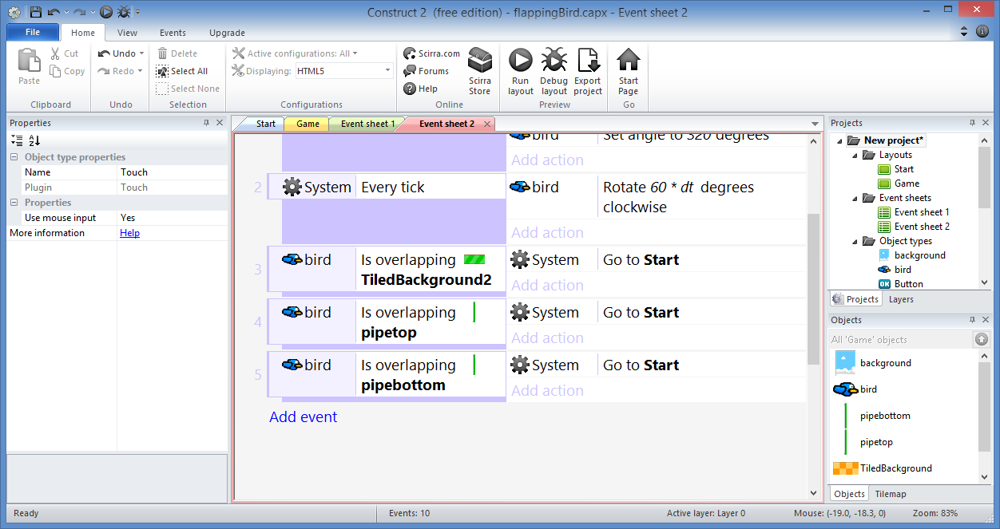 Construct 2 (free edition) - flappingBird.capx - Event sheet 2
File Home View Events Upgrade
Paste
Cut
Copy
Clipboard
Undo
Redo
Undo
Delete
Select All
Select None
Selection
Active configurations: All
Displaying: HTML5
Configurations
Scirra.com
Forums
Help
Scirra
Store
Online
Run
layout
Debug
layout
Export
project
Preview
Start
Page
Go
Properties
Object type properties
Name Touch
Plugin Touch
Properties
Use mouse input Yes
More information Help
Start Game Event sheet 1 Event sheet 2
bird Set angle to 320 degrees
Add action
2 System Every tick bird Rotate 60 * dt degrees
clockwise
Add action
3 bird Is overlapping System Go to Start
TiledBackground2 Add action
4 bird Is overlapping System Go to Start
pipetop Add action
5 bird Is overlapping System Go to Start
pipebottom Add action
Add event
Projects
New project*
Layouts
Start
Game
Event sheets
Event sheet 1
Event sheet 2
Object types
background
bird
OK Button
Projects Layers
Objects
All 'Game' objects
background
bird
pipebottom
pipetop
TiledBackground
Objects Tilemap
Ready Events: 10 Active layer: Layer 0 Mouse: (-19.0, -18.3, 0) Zoom: 83%